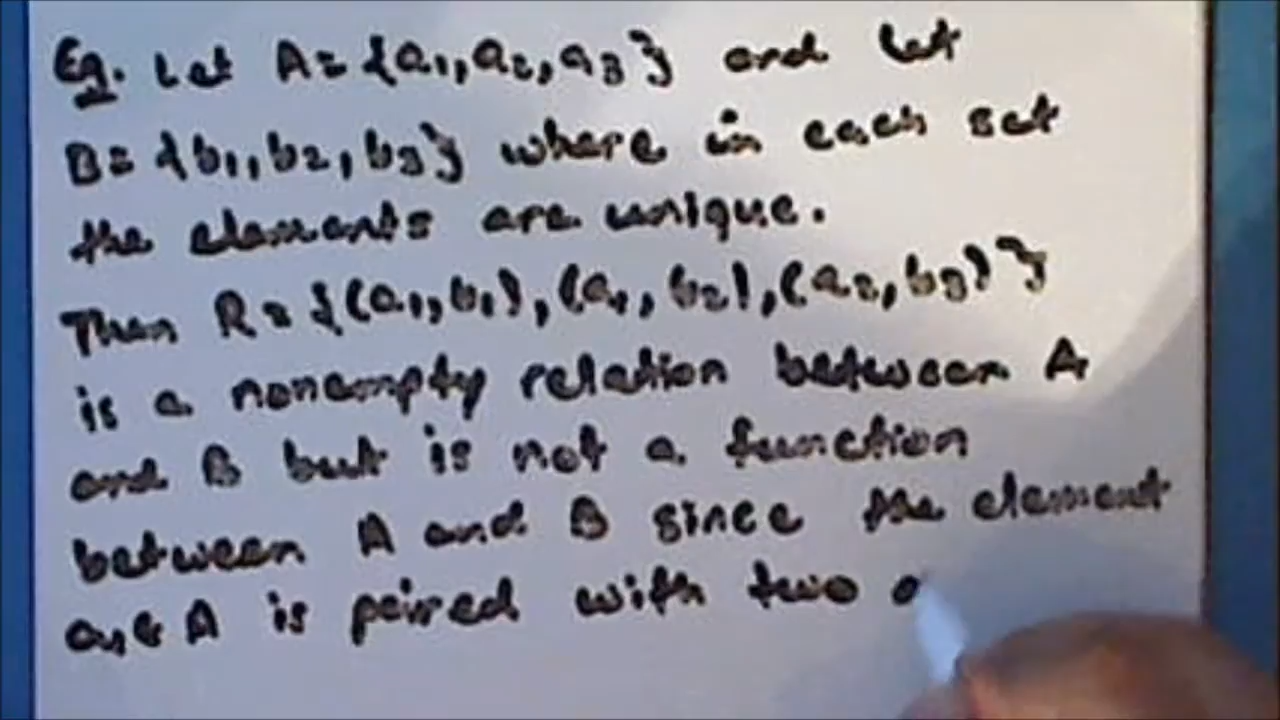 Eg. Let A = {a₁, a₂, a₃} and let
B = {b₁, b₂, b₃} where in each set
the elements are unique.
Then R = {(a₁, b₁), (a₁, b₂), (a₂, b₃)}
is a nonempty relation between A
and B but is not a function
between A and B since the element
a₁ ∈ A is paired with two